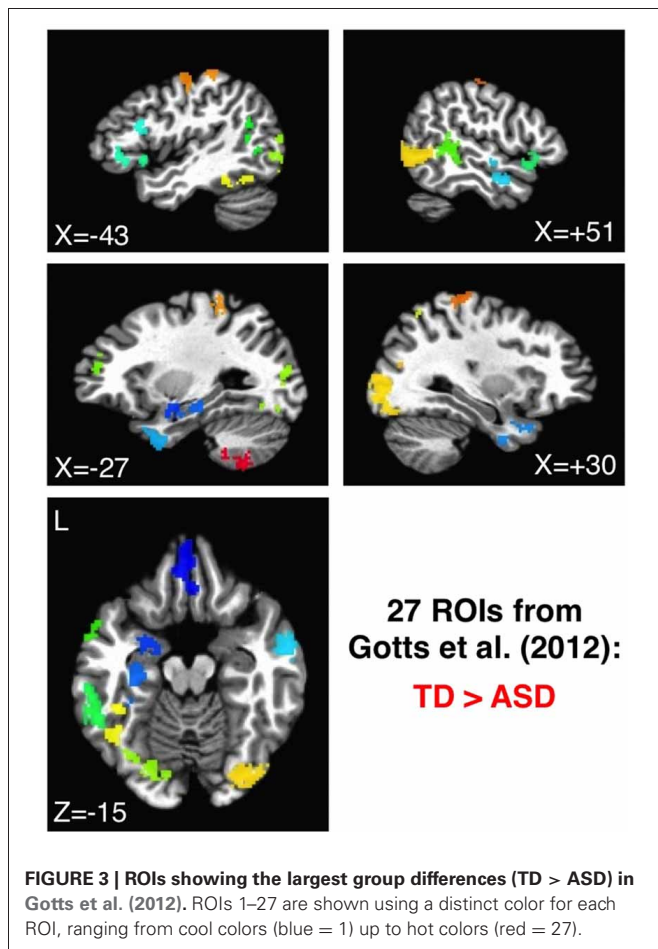 X=-43
X=+51
X=-27
X=+30
L
Z=-15
27 ROIs from
Gotts et al. (2012):
TD > ASD
FIGURE 3 | ROIs showing the largest group differences (TD > ASD) in
Gotts et al. (2012). ROIs 1–27 are shown using a distinct color for each
ROI, ranging from cool colors (blue = 1) up to hot colors (red = 27).